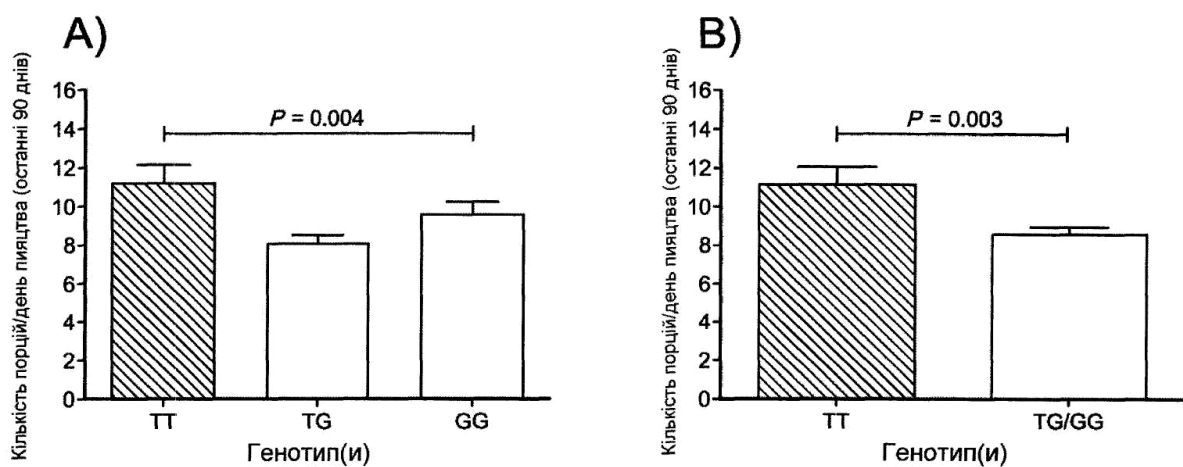 A)
Кількість порцій/день пияцтва (останні 90 днів)
16
14
12
10
8
6
4
2
0
P = 0.004
TT
TG
GG
Генотип(и)
B)
Кількість порцій/день пияцтва (останні 90 днів)
16
14
12
10
8
6
4
2
0
P = 0.003
TT
TG/GG
Генотип(и)